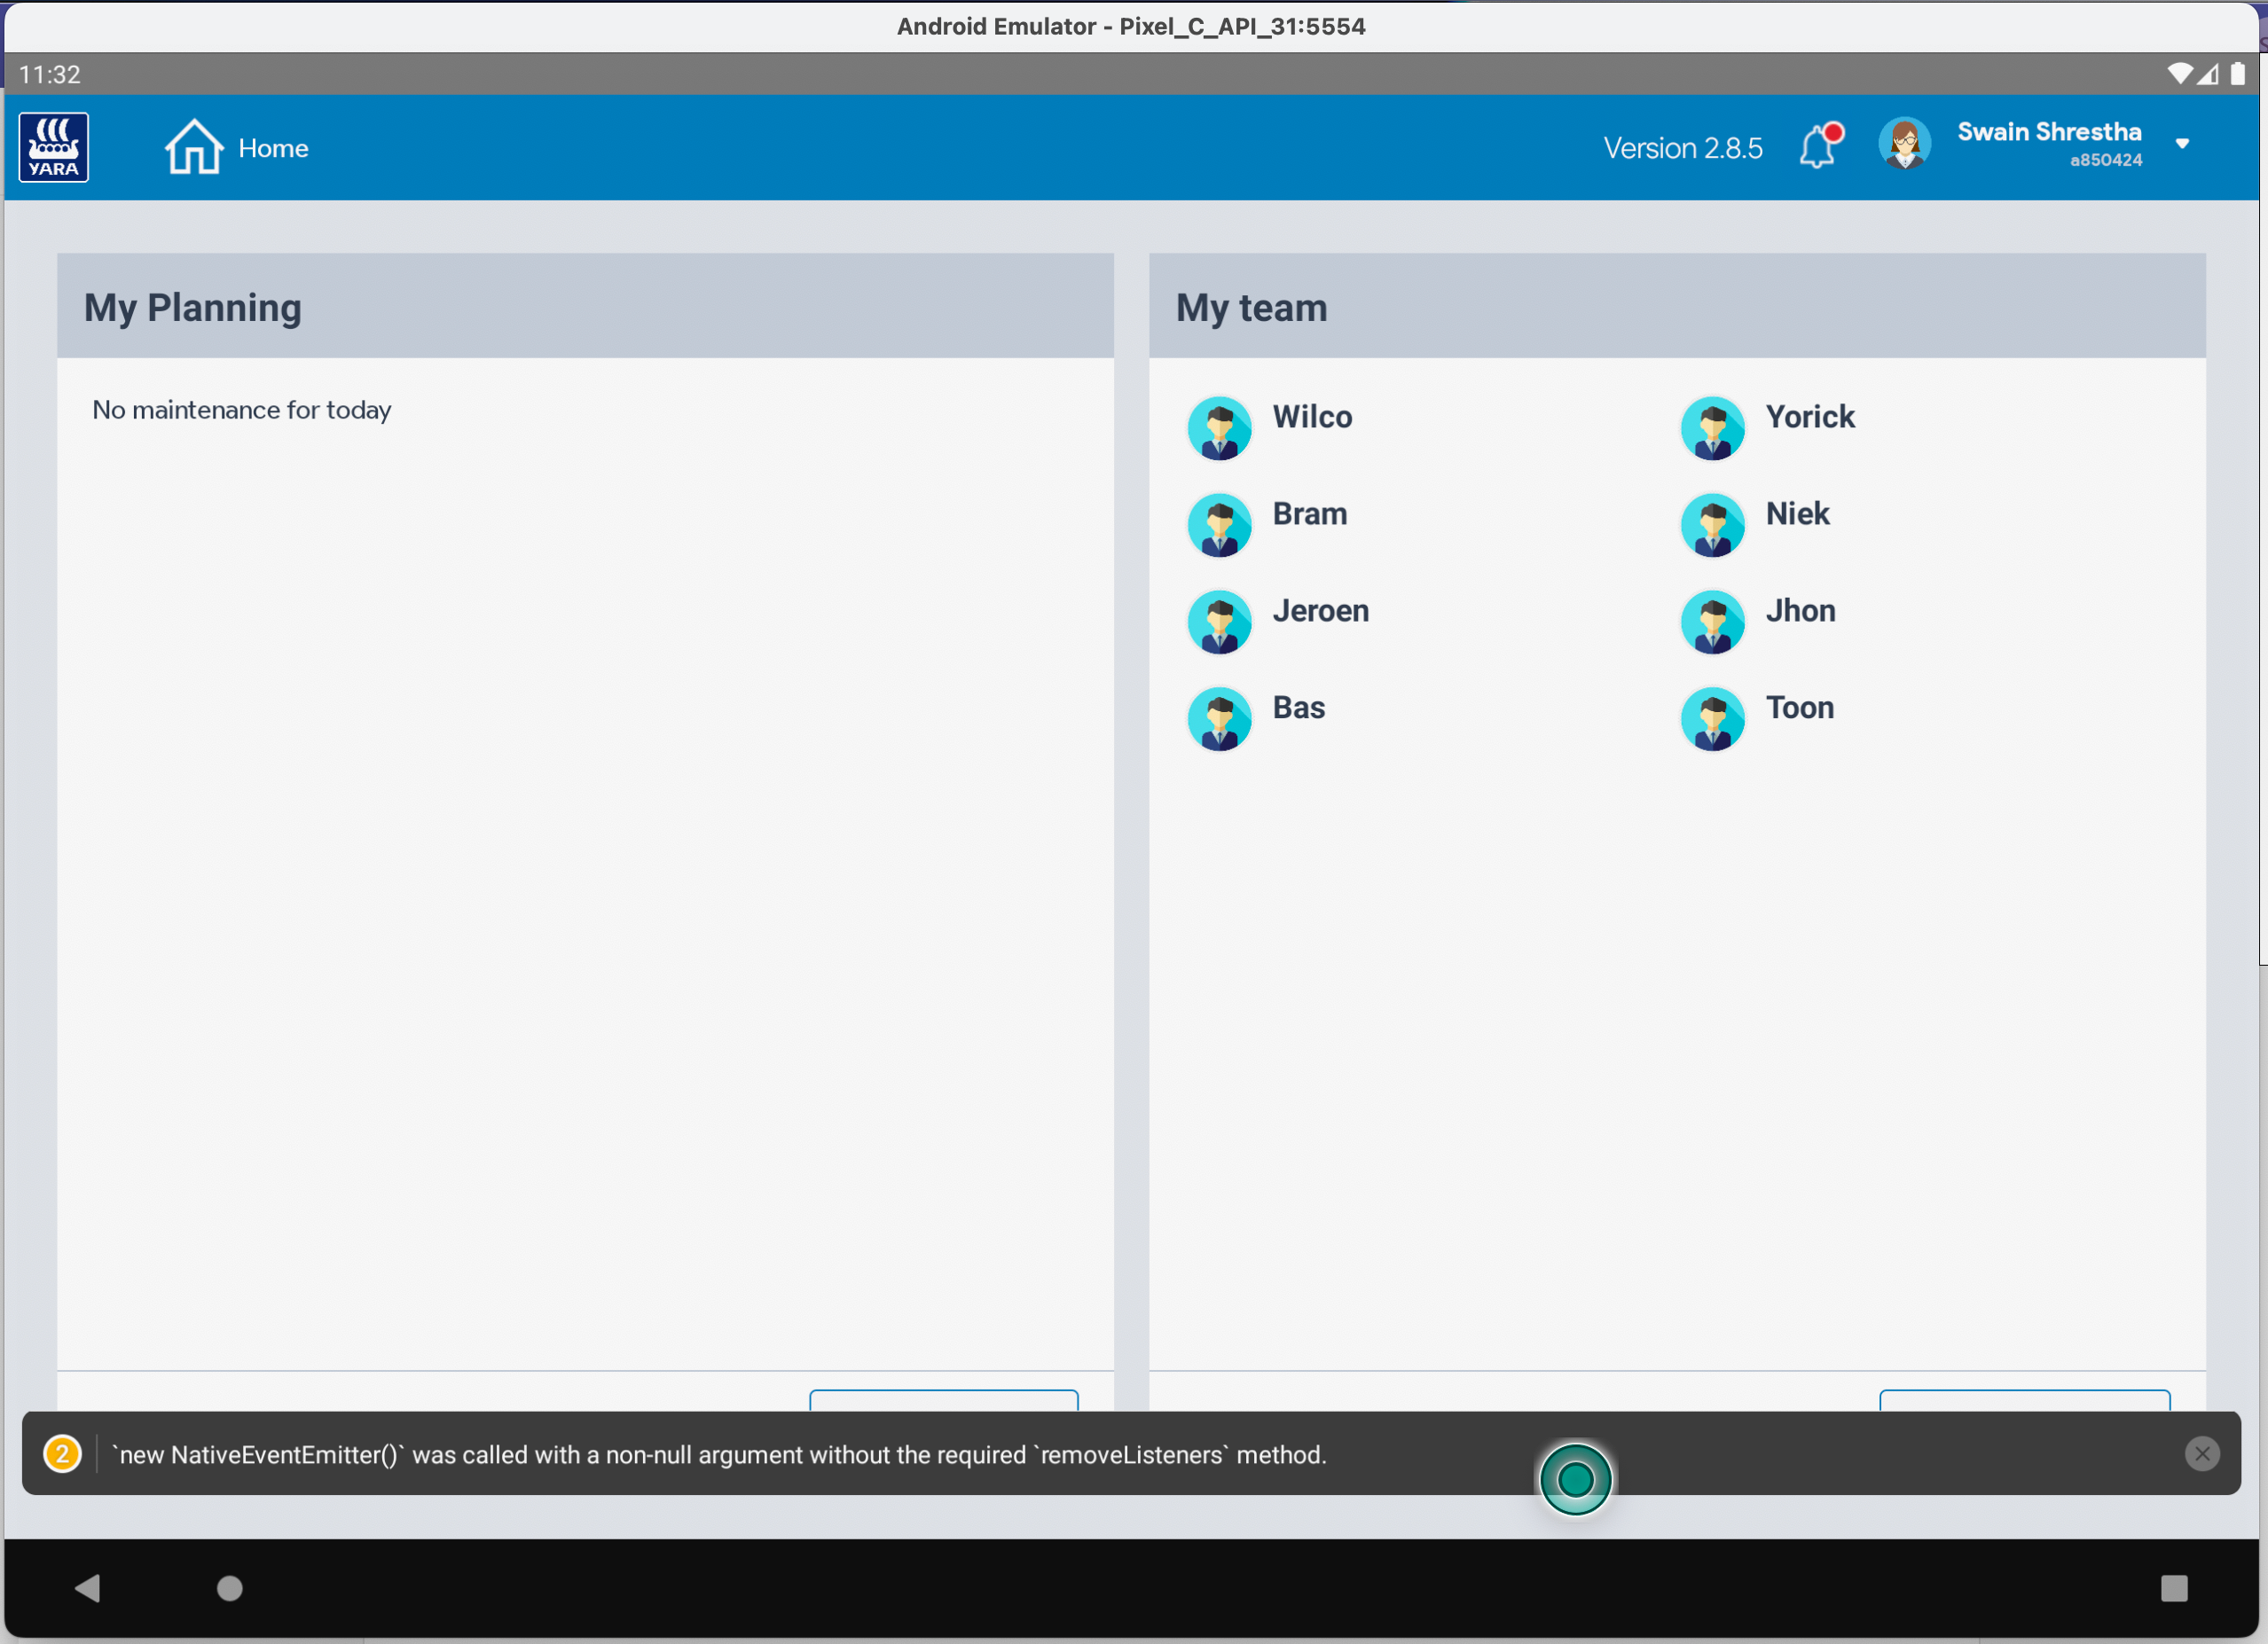 Android Emulator - Pixel_C_API_31:5554
11:32
YARA
Home
Version 2.8.5
Swain Shrestha
a850424
My Planning
My team
No maintenance for today
Wilco
Yorick
Bram
Niek
Jeroen
Jhon
Bas
Toon
2
`new NativeEventEmitter()` was called with a non-null argument without the required `removeListeners` method.